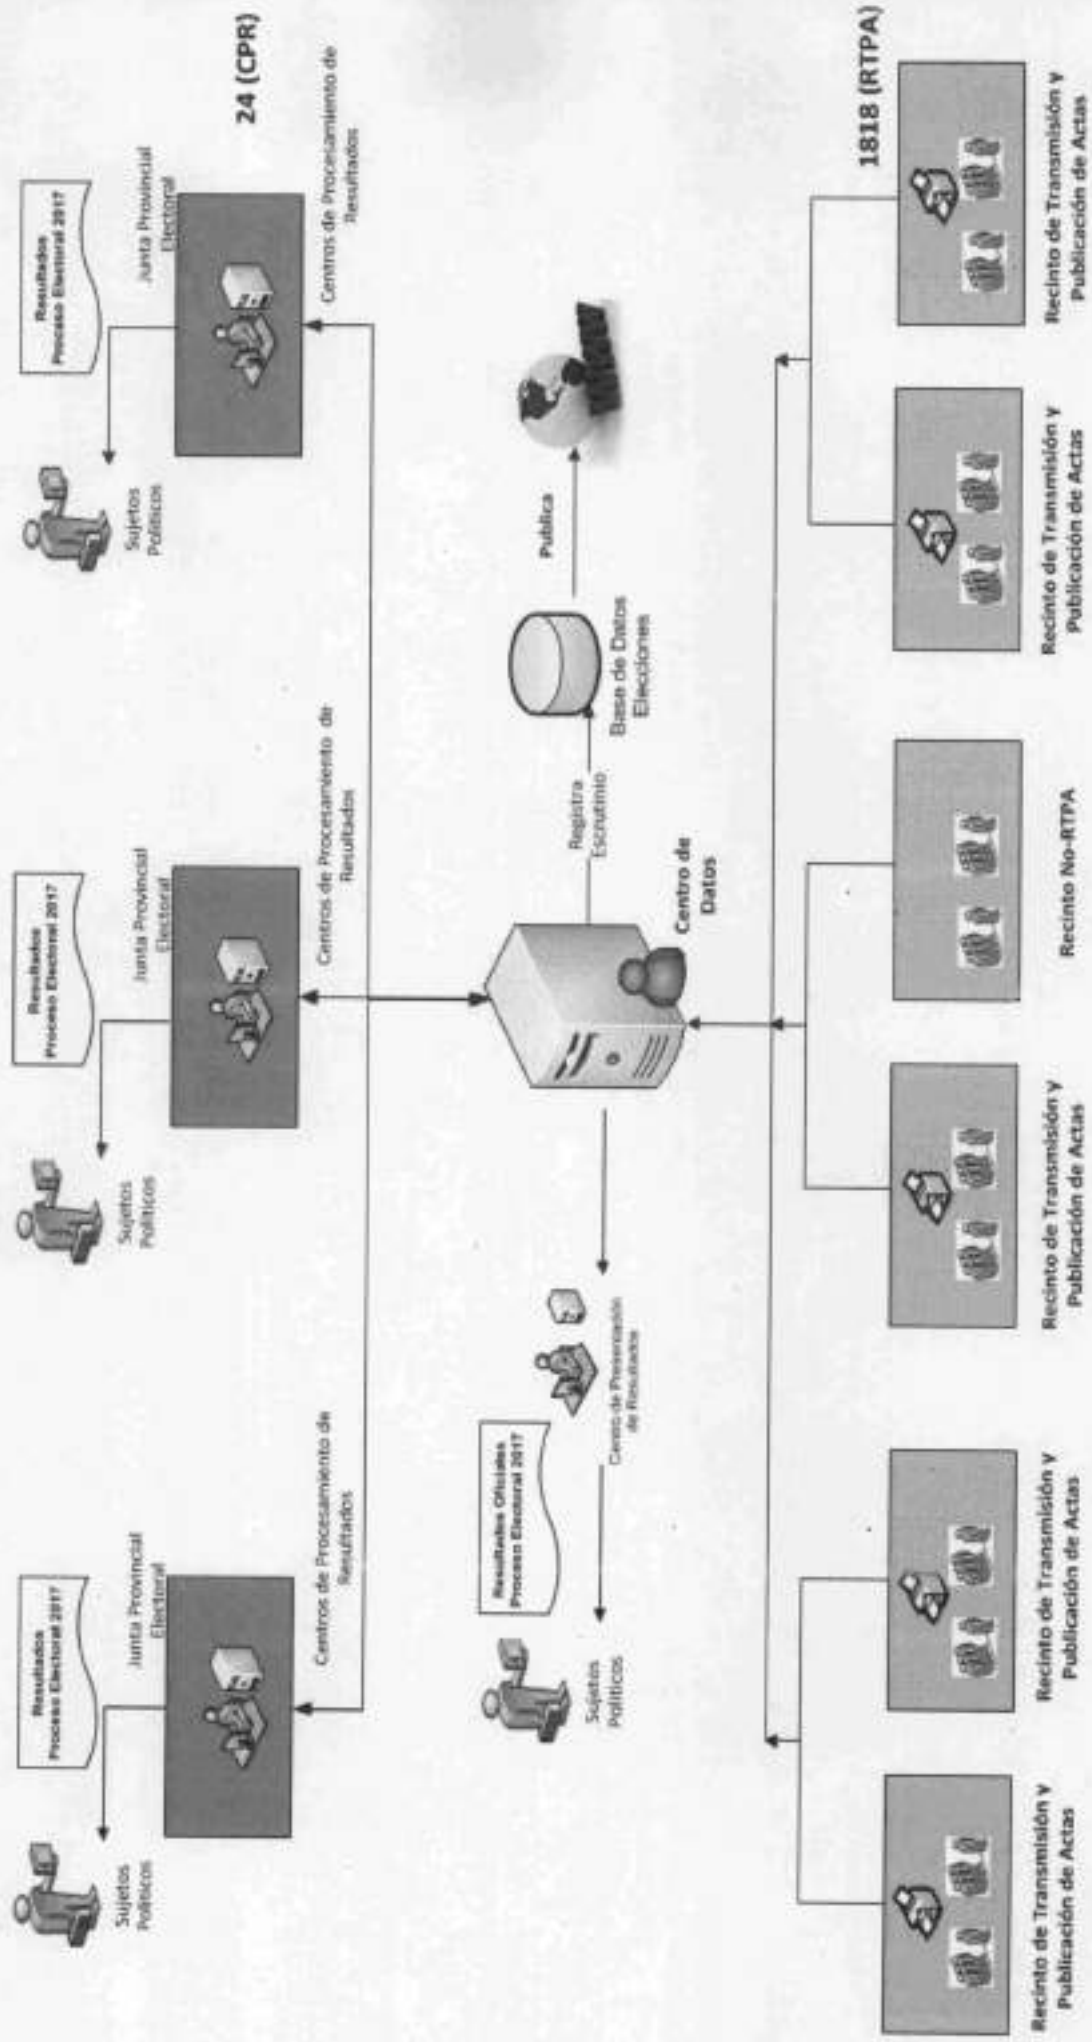 Resultados
Proceso Electoral 2017
Junta Provincial
Electoral
Sujetos
Políticos
Centros de Procesamiento de
Resultados
Resultados
Proceso Electoral 2017
Junta Provincial
Electoral
Sujetos
Políticos
Centros de Procesamiento de
Resultados
Resultados
Proceso Electoral 2017
Junta Provincial
Electoral
Sujetos
Políticos
Centros de Procesamiento de
Resultados
24 (CPR)
Resultados Oficiales
Proceso Electoral 2017
Sujetos
Políticos
Centro de Presentación
de Resultados
Centro de
Datos
Registra
Escrutinio
Base de Datos
Elecciones
Publica
1818 (RTPA)
Recinto de Transmisión y
Publicación de Actas
Recinto de Transmisión y
Publicación de Actas
Recinto de Transmisión y
Publicación de Actas
Recinto No-RTPA
Recinto de Transmisión y
Publicación de Actas
Recinto de Transmisión y
Publicación de Actas